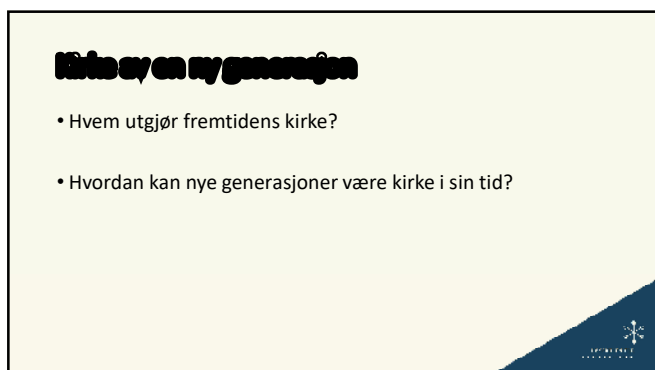 Kirke av en ny generasjon
• Hvem utgjør fremtidens kirke?
• Hvordan kan nye generasjoner være kirke i sin tid?